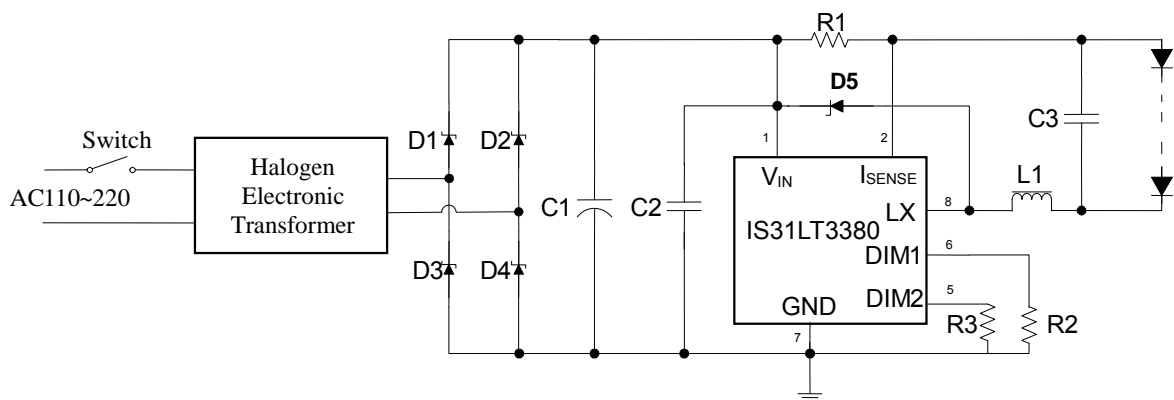 R1
D5
Switch
D1
D2
C3
1
2
Halogen
Electronic
Transformer
VIN
ISENSE
L1
AC110~220
C1
C2
LX
8
IS31LT3380
DIM1
6
D3
D4
DIM2
5
GND
R3
R2
7